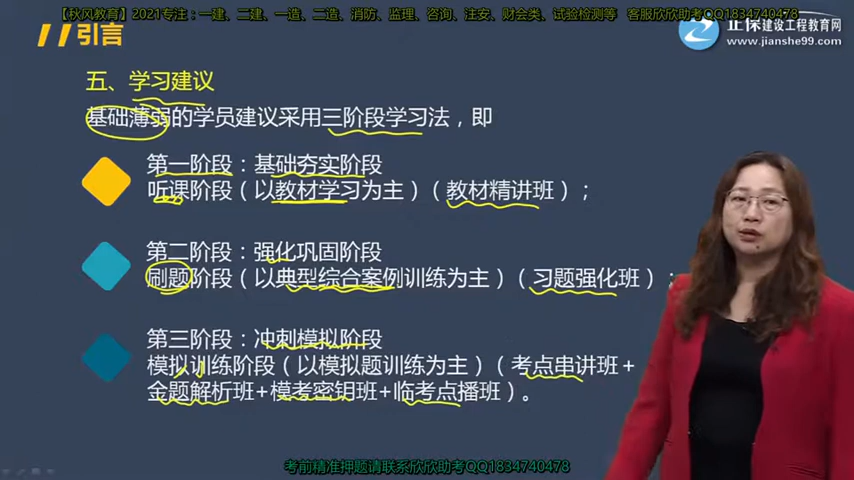 【秋风教育】2021专注：一建、二建、一造、二造、消防、监理、咨询、注安、财会类、试验检测等 客服欣欣助考QQ1834740478
引言
正保建设工程教育网
www.jianshe99.com
五、学习建议
基础薄弱的学员建议采用三阶段学习法，即
第一阶段：基础夯实阶段
听课阶段（以教材学习为主）（教材精讲班）；
第二阶段：强化巩固阶段
刷题阶段（以典型综合案例训练为主）（习题强化班）；
第三阶段：冲刺模拟阶段
模拟训练阶段（以模拟题训练为主）（考点串讲班+
金题解析班+模考密钥班+临考点播班）。
考前精准押题请联系欣欣助考QQ1834740478